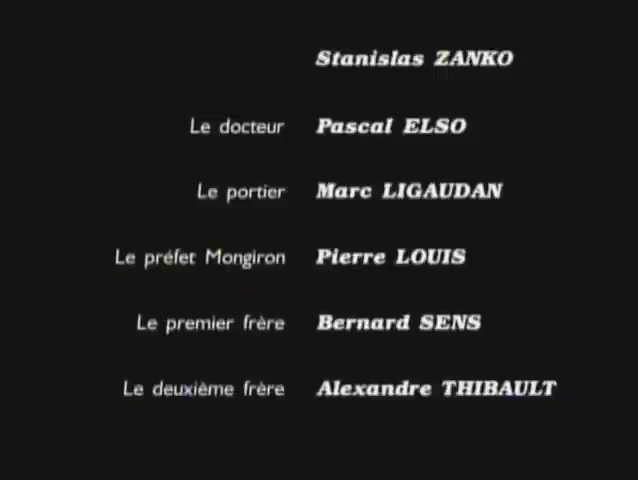 Stanislas ZANKO
Le docteur Pascal ELSO
Le portier Marc LIGAUDAN
Le préfet Mongiron Pierre LOUIS
Le premier frère Bernard SENS
Le deuxième frère Alexandre THIBAULT